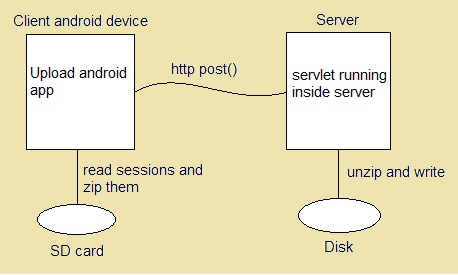 Client android device
Server
Upload android
app
http post()
servlet running
inside server
read sessions and
zip them
unzip and write
SD card
Disk